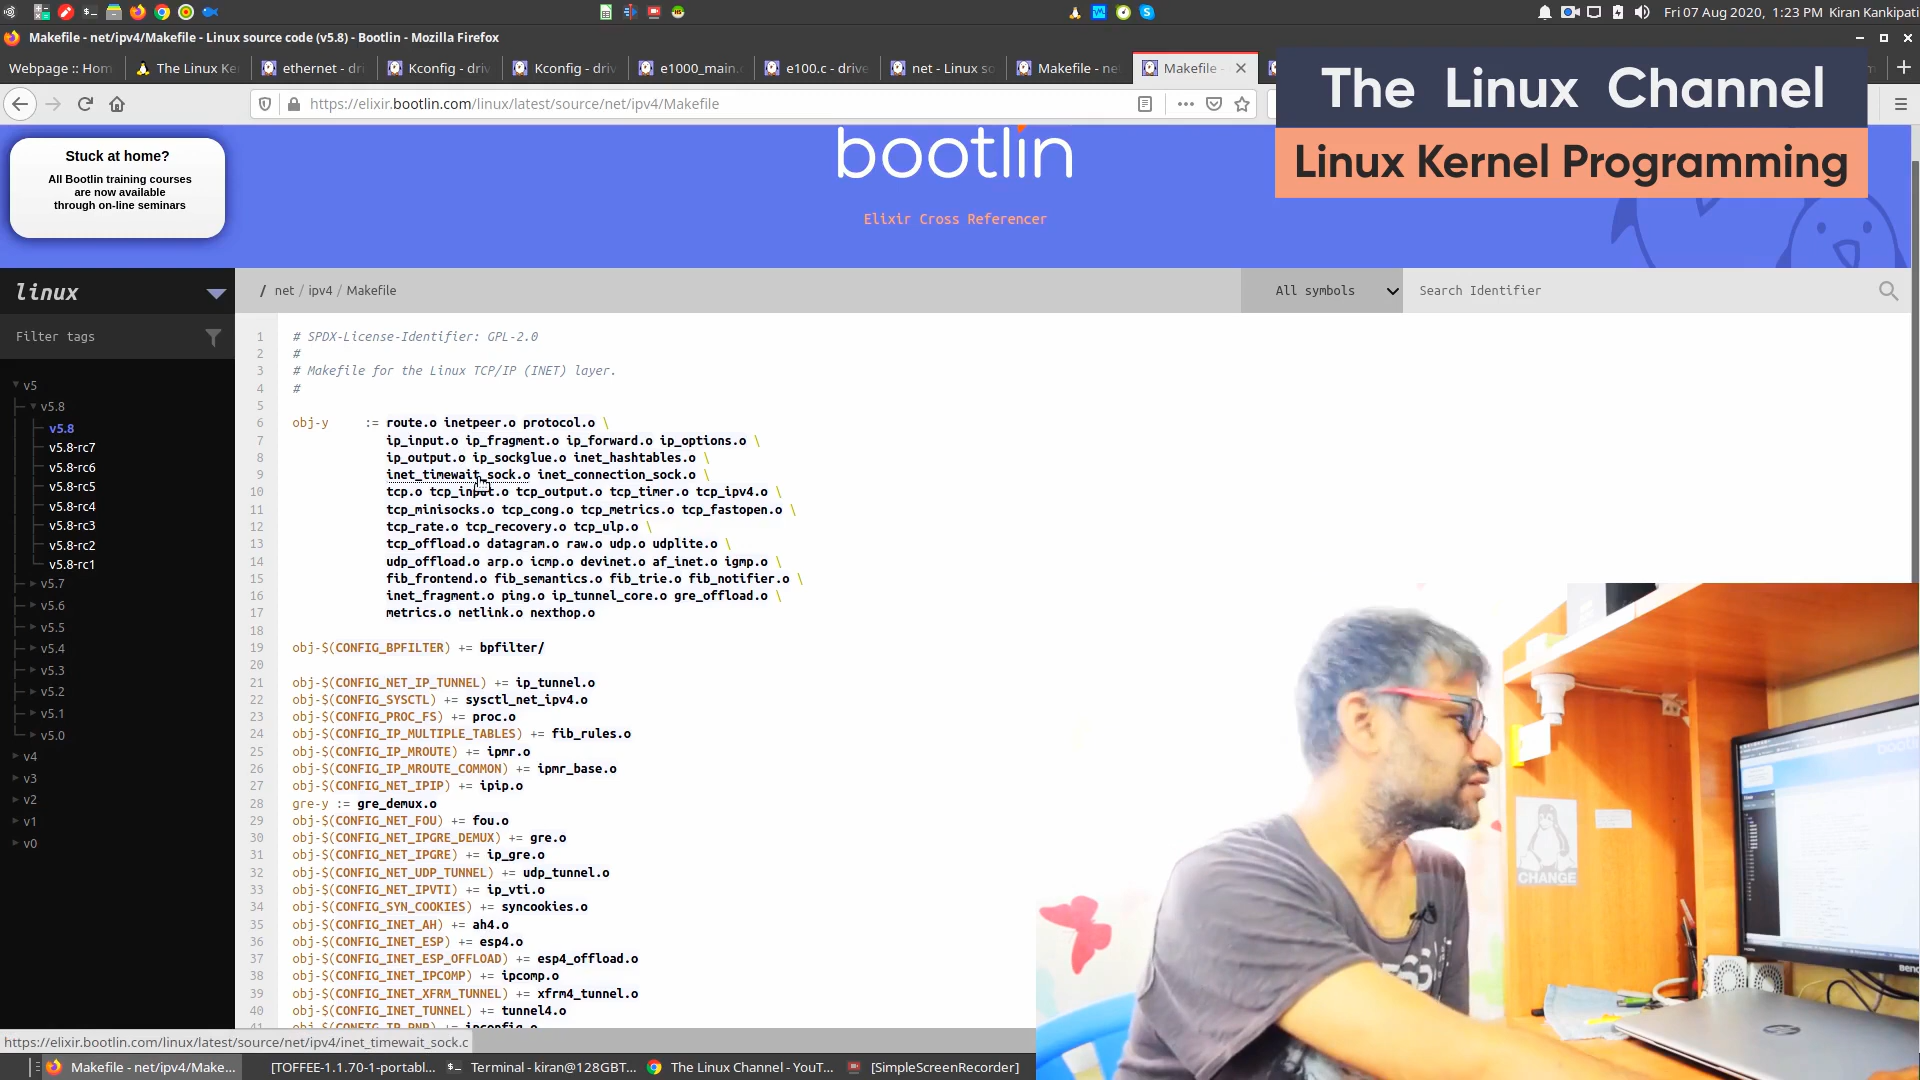 Fri 07 Aug 2020, 1:23 PM Kiran Kankipati
Makefile - net/ipv4/Makefile - Linux source code (v5.8) - Bootlin - Mozilla Firefox
Webpage :: Hom
The Linux Ke
ethernet - dr
Kconfig - driv
Kconfig - driv
e1000_main.
e100.c - drive
net - Linux so
Makefile - ne
Makefile -
https://elixir.bootlin.com/linux/latest/source/net/ipv4/Makefile
The Linux Channel
Linux Kernel Programming
Stuck at home?
All Bootlin training courses
are now available
through on-line seminars
bootlin
Elixir Cross Referencer
linux
/ net / ipv4 / Makefile
All symbols
Search Identifier
Filter tags
v5
v5.8
v5.8
v5.8-rc7
v5.8-rc6
v5.8-rc5
v5.8-rc4
v5.8-rc3
v5.8-rc2
v5.8-rc1
v5.7
v5.6
v5.5
v5.4
v5.3
v5.2
v5.1
v5.0
v4
v3
v2
v1
v0
1 # SPDX-License-Identifier: GPL-2.0
2 #
3 # Makefile for the Linux TCP/IP (INET) layer.
4 #
5
6 obj-y := route.o inetpeer.o protocol.o \
7 ip_input.o ip_fragment.o ip_forward.o ip_options.o \
8 ip_output.o ip_sockglue.o inet_hashtables.o \
9 inet_timewait_sock.o inet_connection_sock.o \
10 tcp.o tcp_input.o tcp_output.o tcp_timer.o tcp_ipv4.o \
11 tcp_minisocks.o tcp_cong.o tcp_metrics.o tcp_fastopen.o \
12 tcp_rate.o tcp_recovery.o tcp_ulp.o \
13 tcp_offload.o datagram.o raw.o udp.o udplite.o \
14 udp_offload.o arp.o icmp.o devinet.o af_inet.o igmp.o \
15 fib_frontend.o fib_semantics.o fib_trie.o fib_notifier.o \
16 inet_fragment.o ping.o ip_tunnel_core.o gre_offload.o \
17 metrics.o netlink.o nexthop.o
18
19 obj-$(CONFIG_BPFILTER) += bpfilter/
20
21 obj-$(CONFIG_NET_IP_TUNNEL) += ip_tunnel.o
22 obj-$(CONFIG_SYSCTL) += sysctl_net_ipv4.o
23 obj-$(CONFIG_PROC_FS) += proc.o
24 obj-$(CONFIG_IP_MULTIPLE_TABLES) += fib_rules.o
25 obj-$(CONFIG_IP_MROUTE) += ipmr.o
26 obj-$(CONFIG_IP_MROUTE_COMMON) += ipmr_base.o
27 obj-$(CONFIG_NET_IPIP) += ipip.o
28 gre-y := gre_demux.o
29 obj-$(CONFIG_NET_FOU) += fou.o
30 obj-$(CONFIG_NET_IPGRE_DEMUX) += gre.o
31 obj-$(CONFIG_NET_IPGRE) += ip_gre.o
32 obj-$(CONFIG_NET_UDP_TUNNEL) += udp_tunnel.o
33 obj-$(CONFIG_NET_IPVTI) += ip_vti.o
34 obj-$(CONFIG_SYN_COOKIES) += syncookies.o
35 obj-$(CONFIG_INET_AH) += ah4.o
36 obj-$(CONFIG_INET_ESP) += esp4.o
37 obj-$(CONFIG_INET_ESP_OFFLOAD) += esp4_offload.o
38 obj-$(CONFIG_INET_IPCOMP) += ipcomp.o
39 obj-$(CONFIG_INET_XFRM_TUNNEL) += xfrm4_tunnel.o
40 obj-$(CONFIG_INET_TUNNEL) += tunnel4.o
41 obj-$(CONFIG_IP_PNP) += ipconfig.o
CHANGE
https://elixir.bootlin.com/linux/latest/source/net/ipv4/inet_timewait_sock.c
Makefile - net/ipv4/Make...
[TOFFEE-1.1.70-1-portabl...
Terminal - kiran@128GBT...
The Linux Channel - YouT...
[SimpleScreenRecorder]